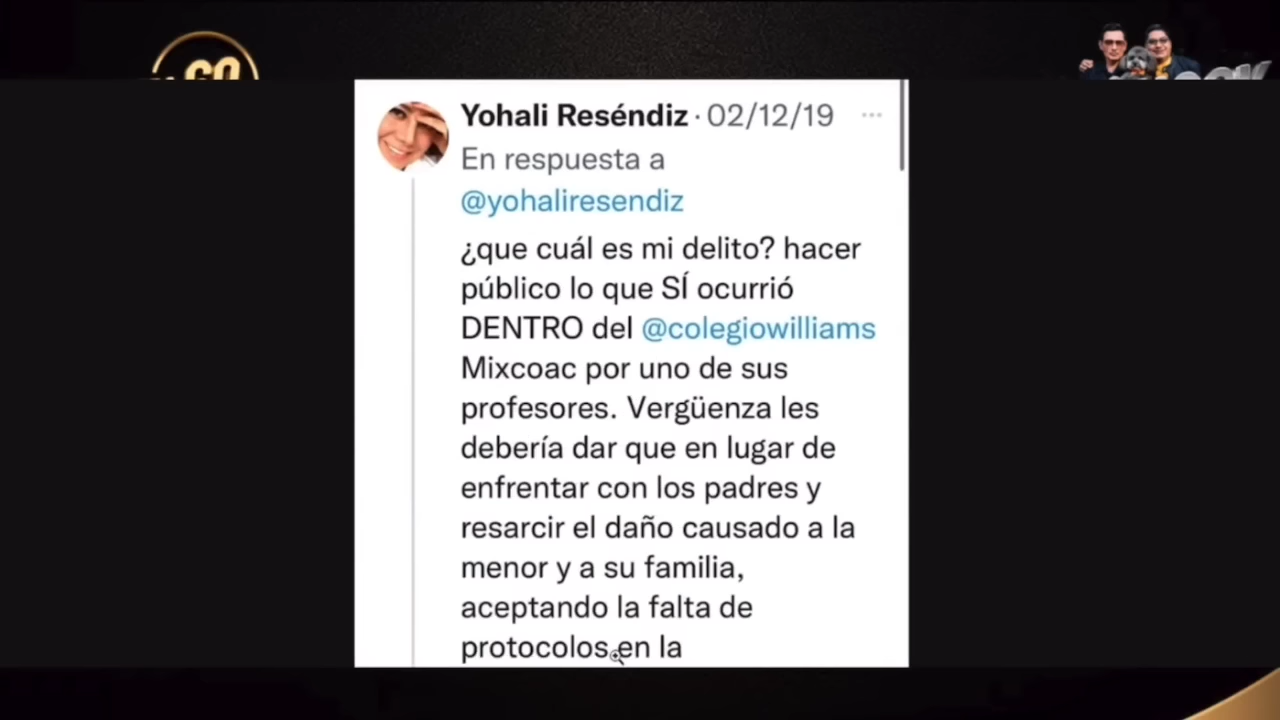 Yohali Reséndiz · 02/12/19 ...
En respuesta a
@yohaliresendiz
¿que cuál es mi delito? hacer
público lo que SÍ ocurrió
DENTRO del @colegiowilliams
Mixcoac por uno de sus
profesores. Vergüenza les
debería dar que en lugar de
enfrentar con los padres y
resarcir el daño causado a la
menor y a su familia,
aceptando la falta de
protocolos en la